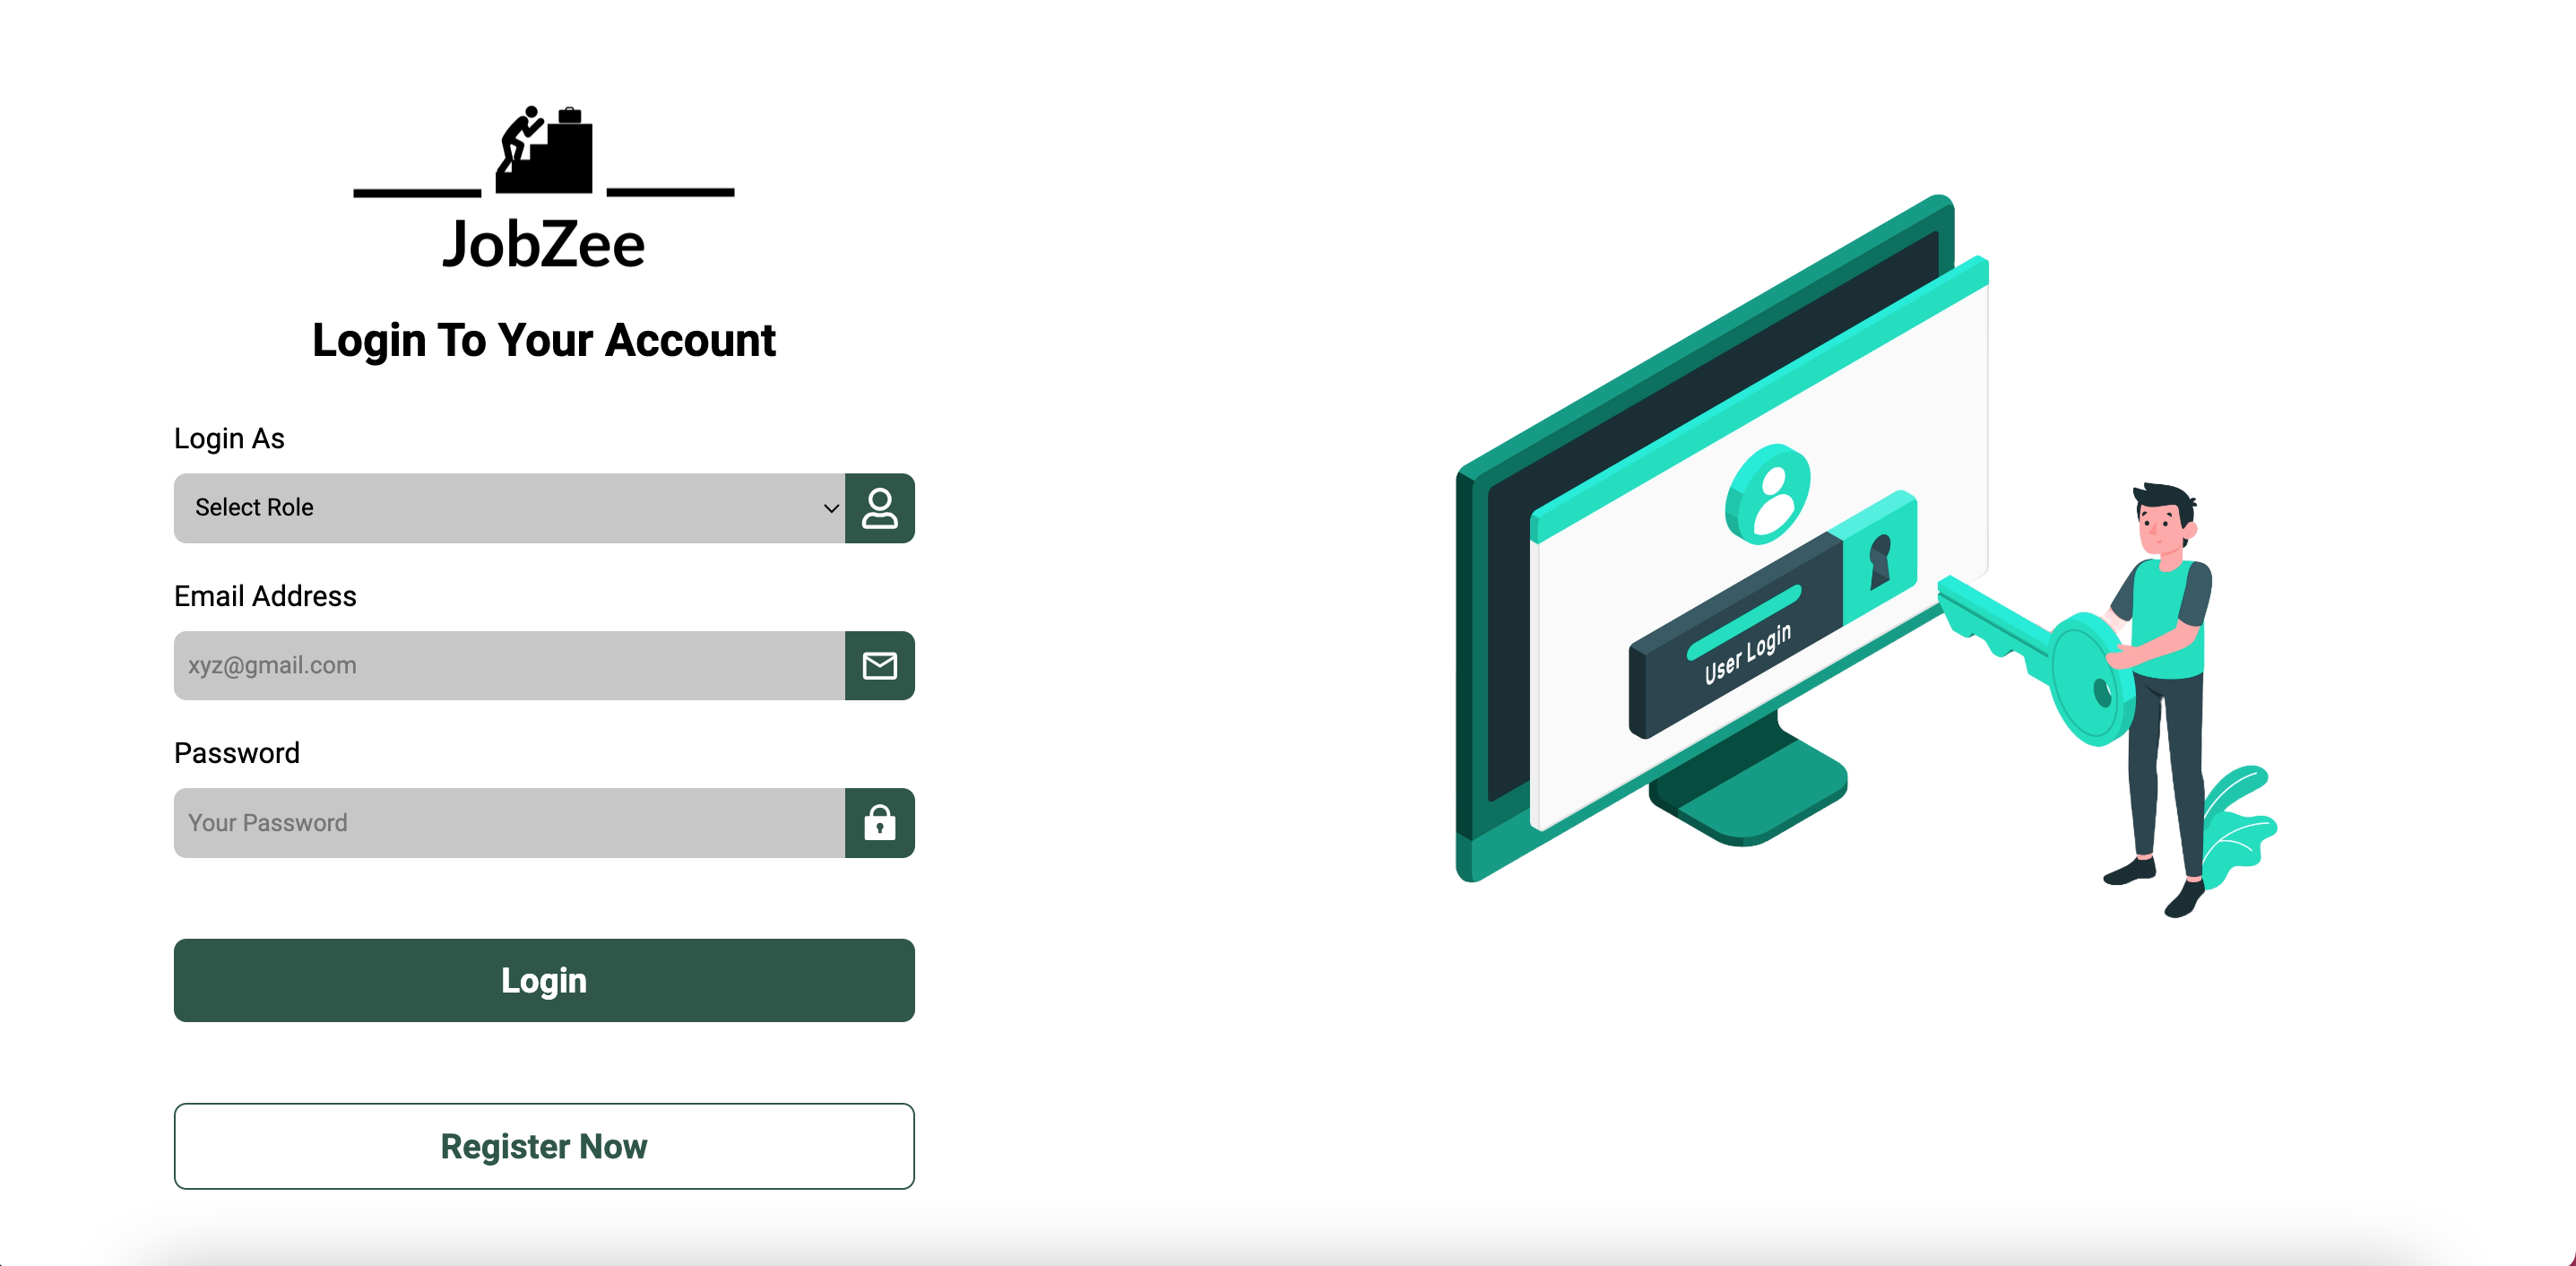 JobZee
Login To Your Account
Login As
Select Role
Email Address
xyz@gmail.com
Password
Your Password
Login
Register Now
User Login